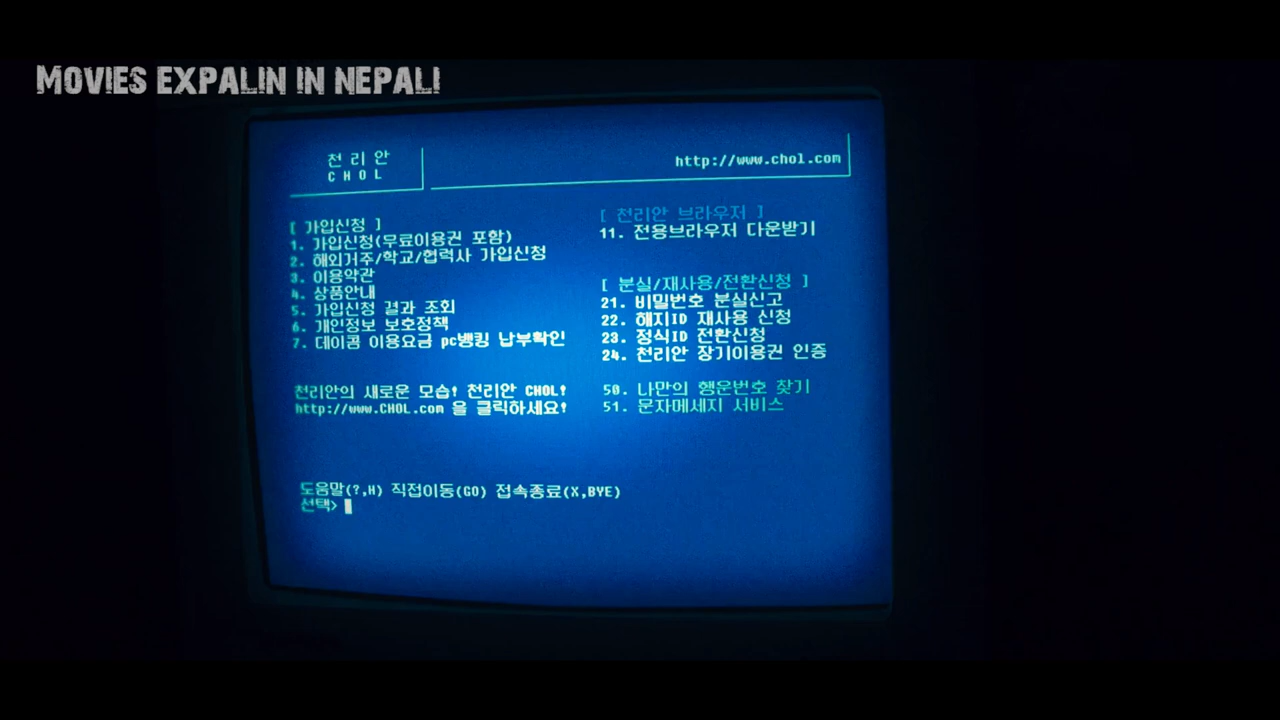 MOVIES EXPALIN IN NEPALI
천 리 안
C H O L
http://www.chol.com
[ 가입신청 ]
1. 가입신청(무료이용권 포함)
2. 해외거주/학교/협력사 가입신청
3. 이용약관
4. 상품안내
5. 가입신청 결과 조회
6. 개인정보 보호정책
7. 데이콤 이용요금 pc뱅킹 납부확인
천리안의 새로운 모습! 천리안 CHOL!
http://www.CHOL.com 을 클릭하세요!
[ 천리안 브라우저 ]
11. 전용브라우저 다운받기
[ 분실/재사용/전환신청 ]
21. 비밀번호 분실신고
22. 해지ID 재사용 신청
23. 정식ID 전환신청
24. 천리안 장기이용권 인증
50. 나만의 행운번호 찾기
51. 문자메세지 서비스
도움말(?,H) 직접이동(GO) 접속종료(X,BYE)
선택>